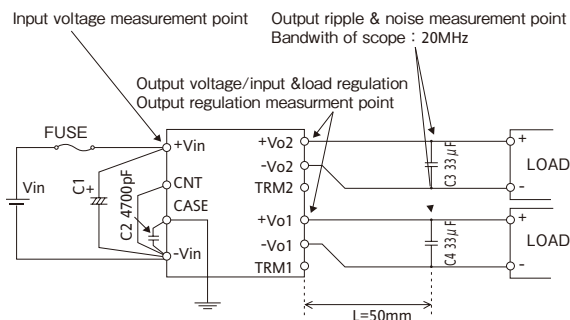 Input voltage measurement point
Output ripple & noise measurement point
Bandwith of scope : 20MHz
Output voltage/input &load regulation
Output regulation measurment point
FUSE
+Vin
CNT
CASE
-Vin
Vin
C1
+
C2 4700pF
+Vo2
-Vo2
TRM2
+Vo1
-Vo1
TRM1
C3 33μF
C4 33μF
+
LOAD
-
+
LOAD
-
L=50mm